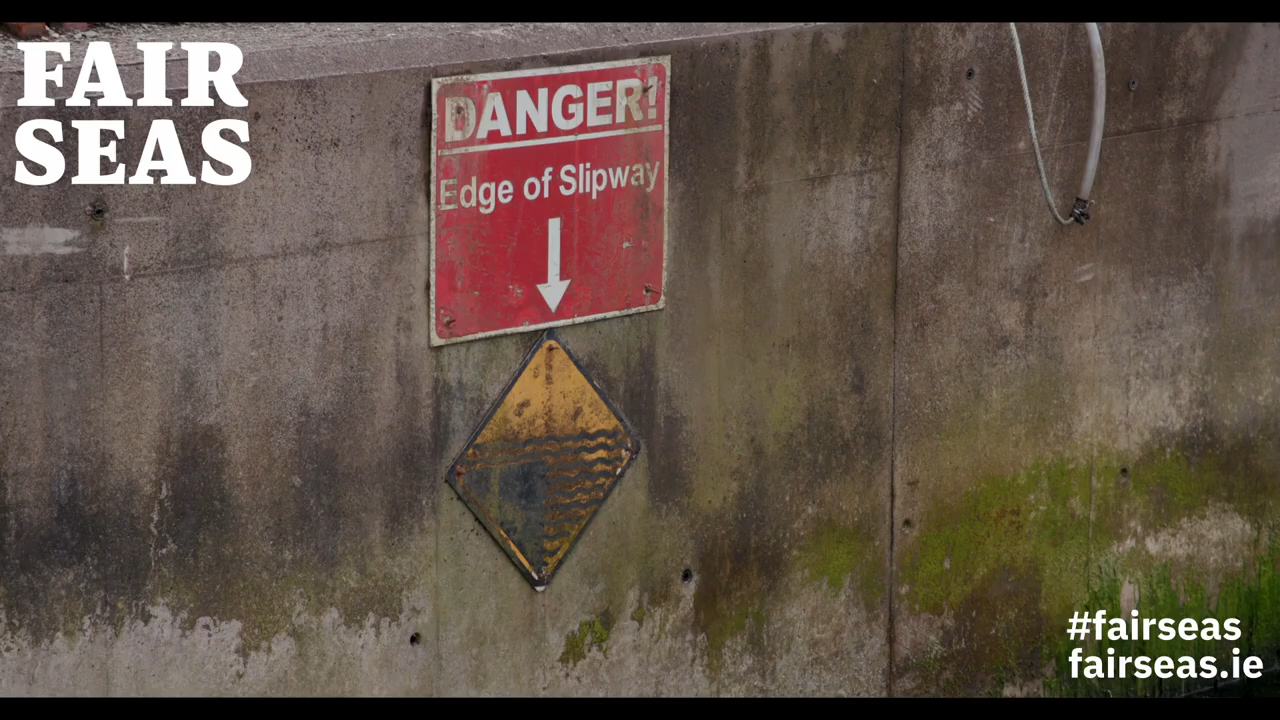 FAIR
SEAS
DANGER!
Edge of Slipway
#fairseas
fairseas.ie